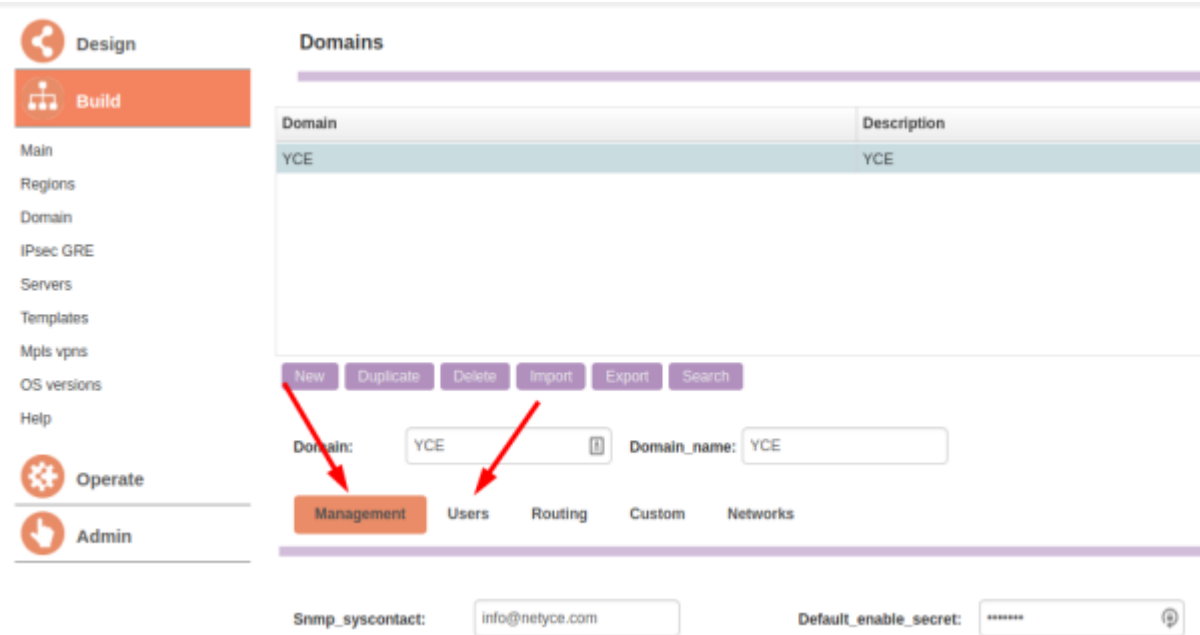 Design
Domains
Build
Domain Description
YCE YCE
Main
Regions
Domain
IPsec GRE
Servers
Templates
Mpls vpns
OS versions
Help
New Duplicate Delete Import Export Search
Domain: YCE Domain_name: YCE
Operate
Management Users Routing Custom Networks
Admin
Snmp_syscontact: info@netyce.com Default_enable_secret: •••••••